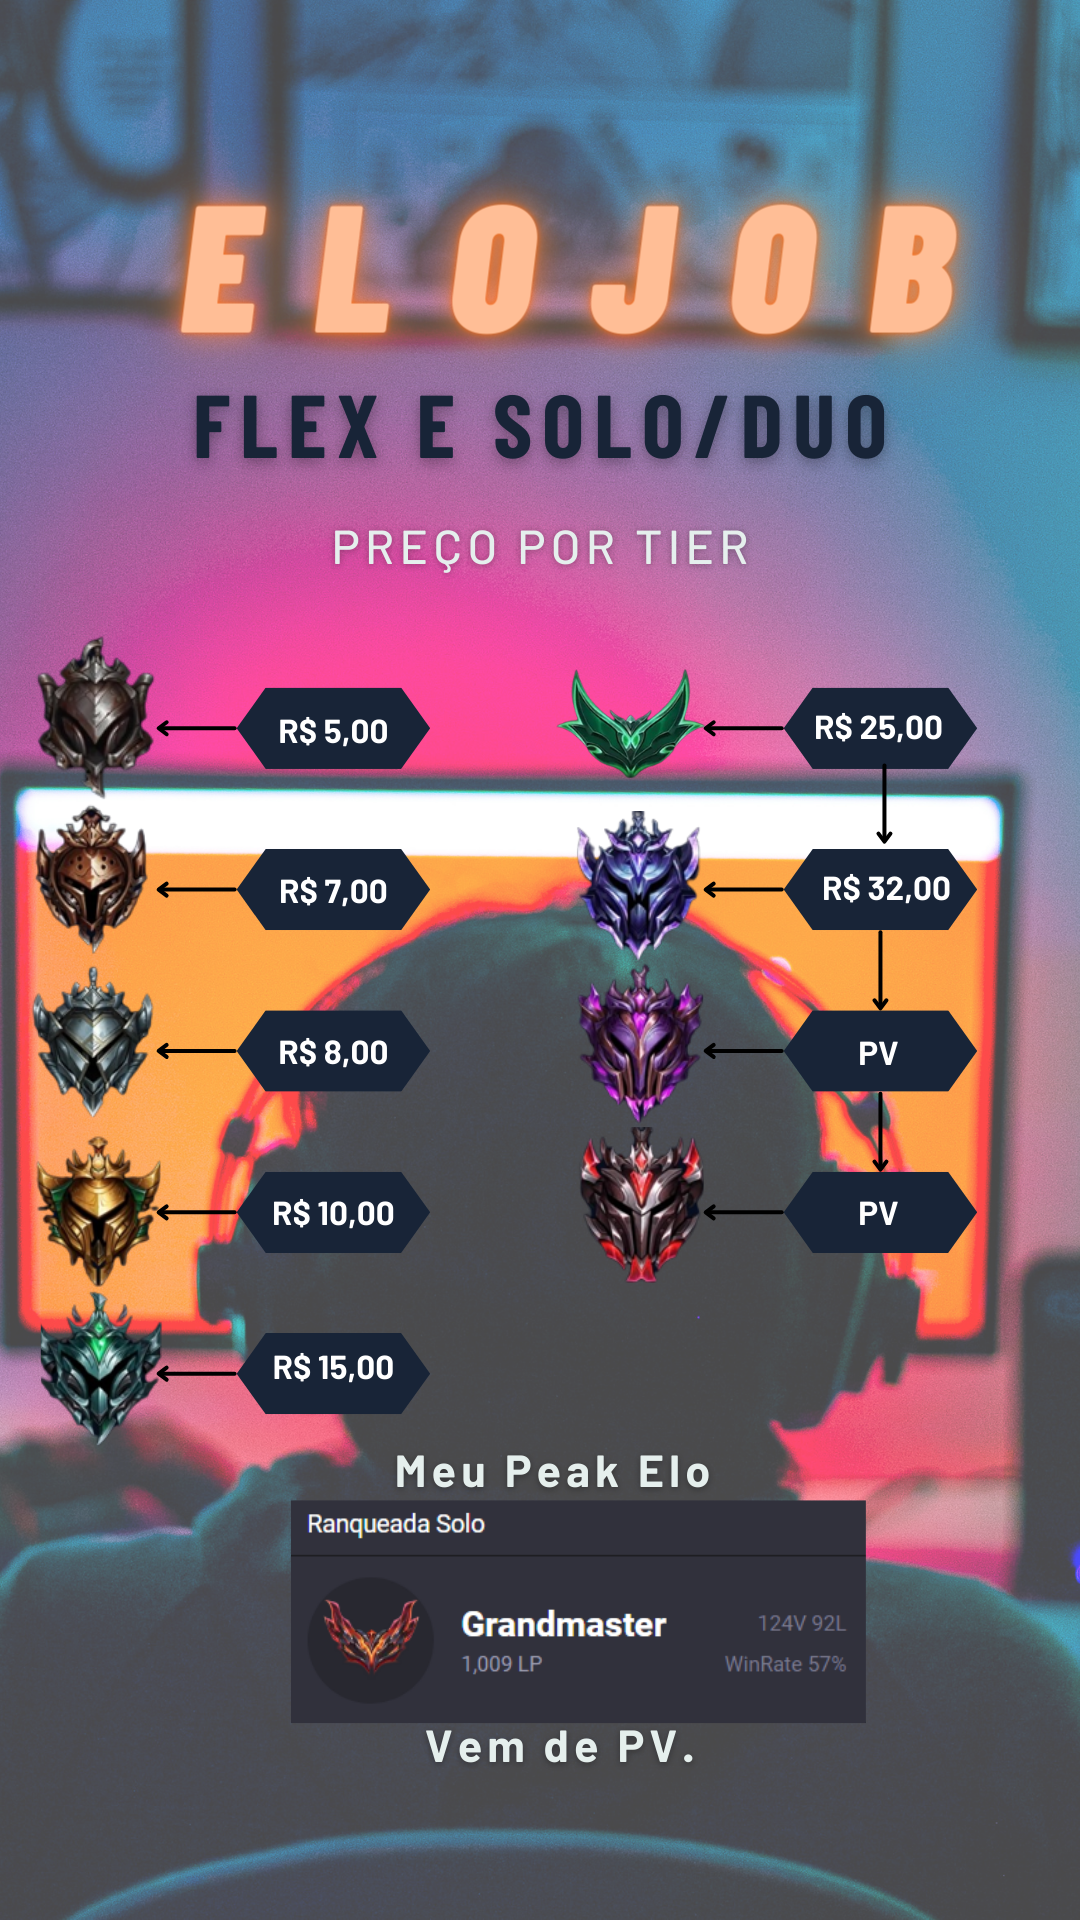 ELOJOB
FLEX E SOLO/DUO
PREÇO POR TIER
R$ 5,00
R$ 7,00
R$ 8,00
R$ 10,00
R$ 15,00
R$ 25,00
R$ 32,00
PV
PV
Meu Peak Elo
Ranqueada Solo
Grandmaster
124V 92L
1,009 LP
WinRate 57%
Vem de PV.